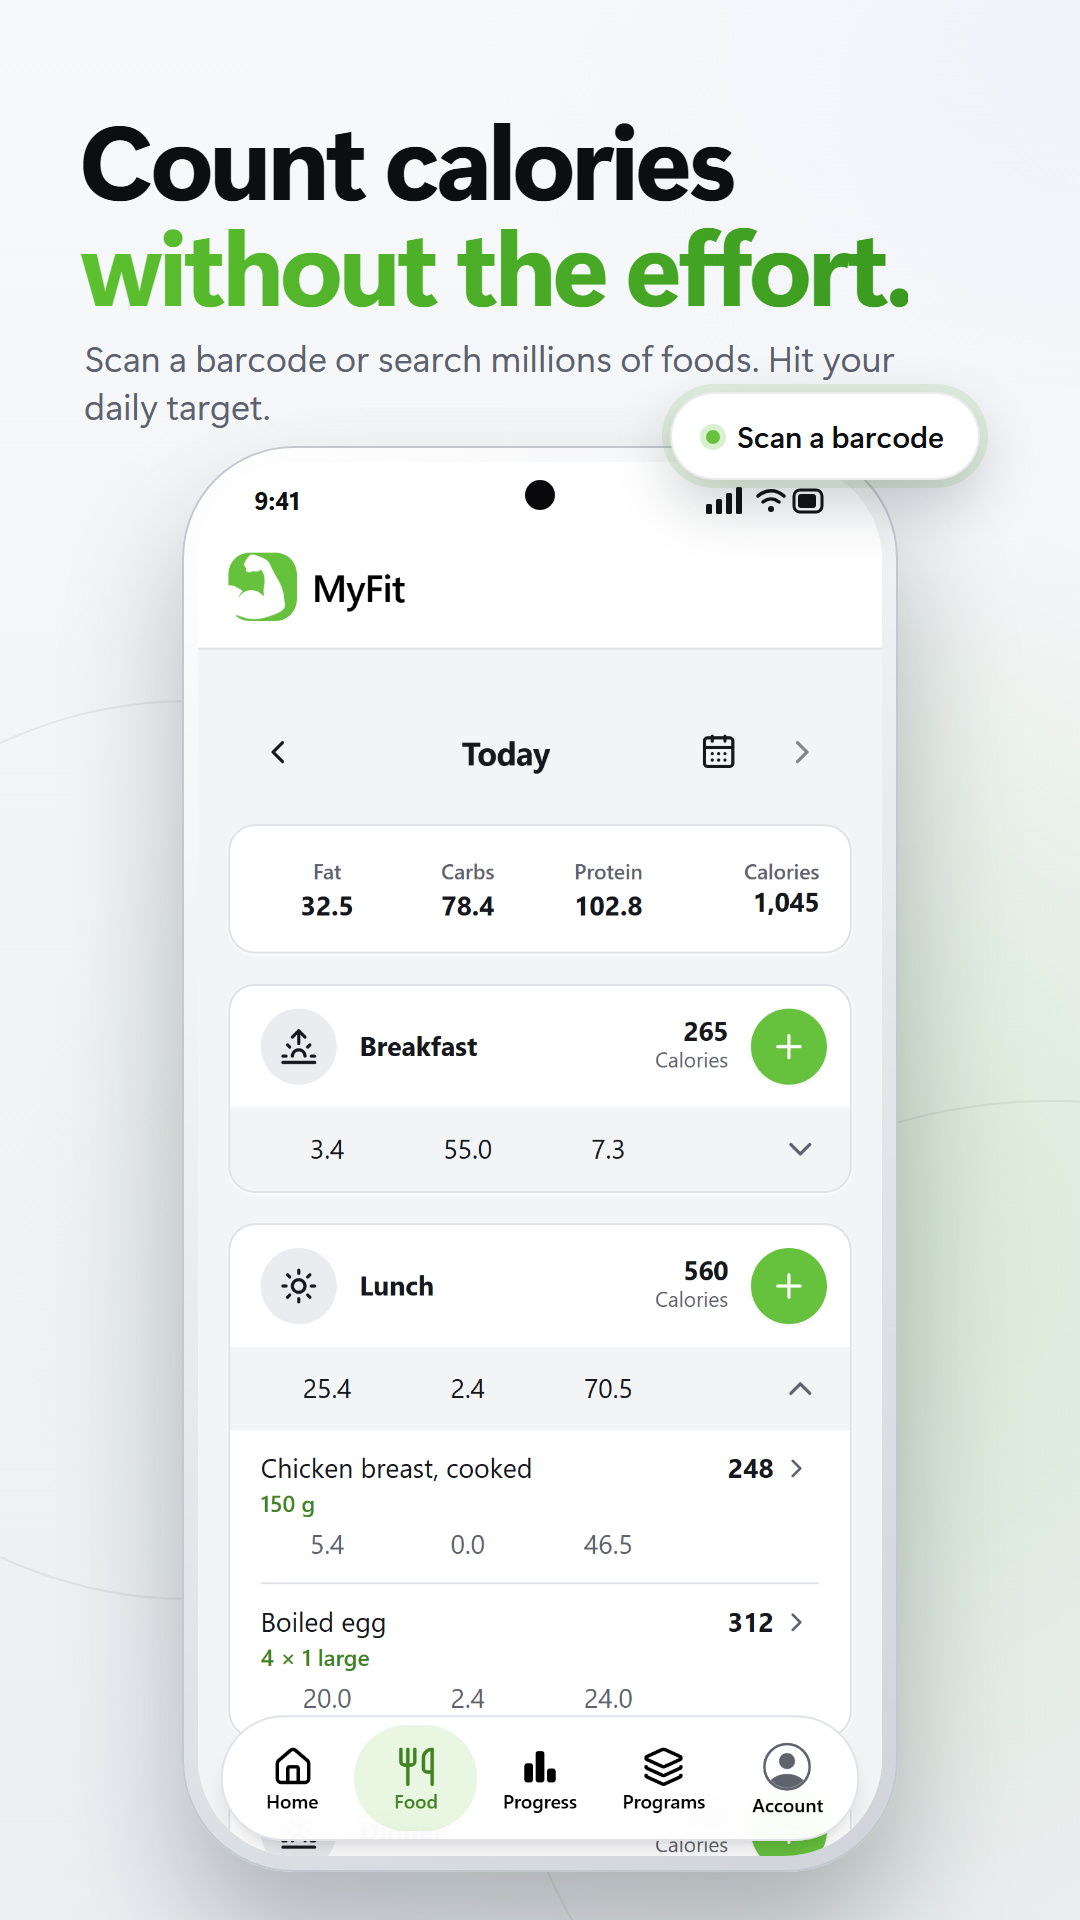 Count calories
without the effort.
Scan a barcode or search millions of foods. Hit your
daily target.
Scan a barcode
9:41
MyFit
Today
Fat Carbs Protein Calories
32.5 78.4 102.8 1,045
Breakfast 265
Calories
3.4 55.0 7.3
Lunch 560
Calories
25.4 2.4 70.5
Chicken breast, cooked 248
150 g
5.4 0.0 46.5
Boiled egg 312
4 × 1 large
20.0 2.4 24.0
Home Food Progress Programs Account
Calories